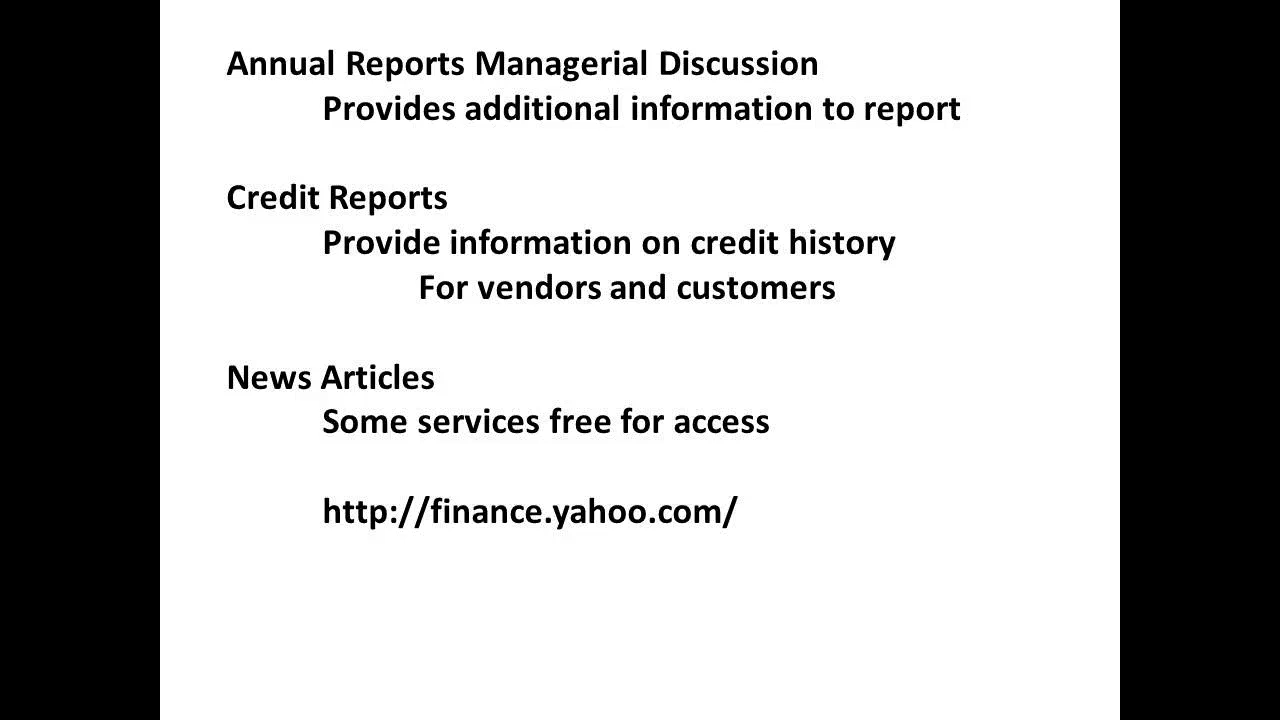 Annual Reports Managerial Discussion
Provides additional information to report
Credit Reports
Provide information on credit history
For vendors and customers
News Articles
Some services free for access
http://finance.yahoo.com/